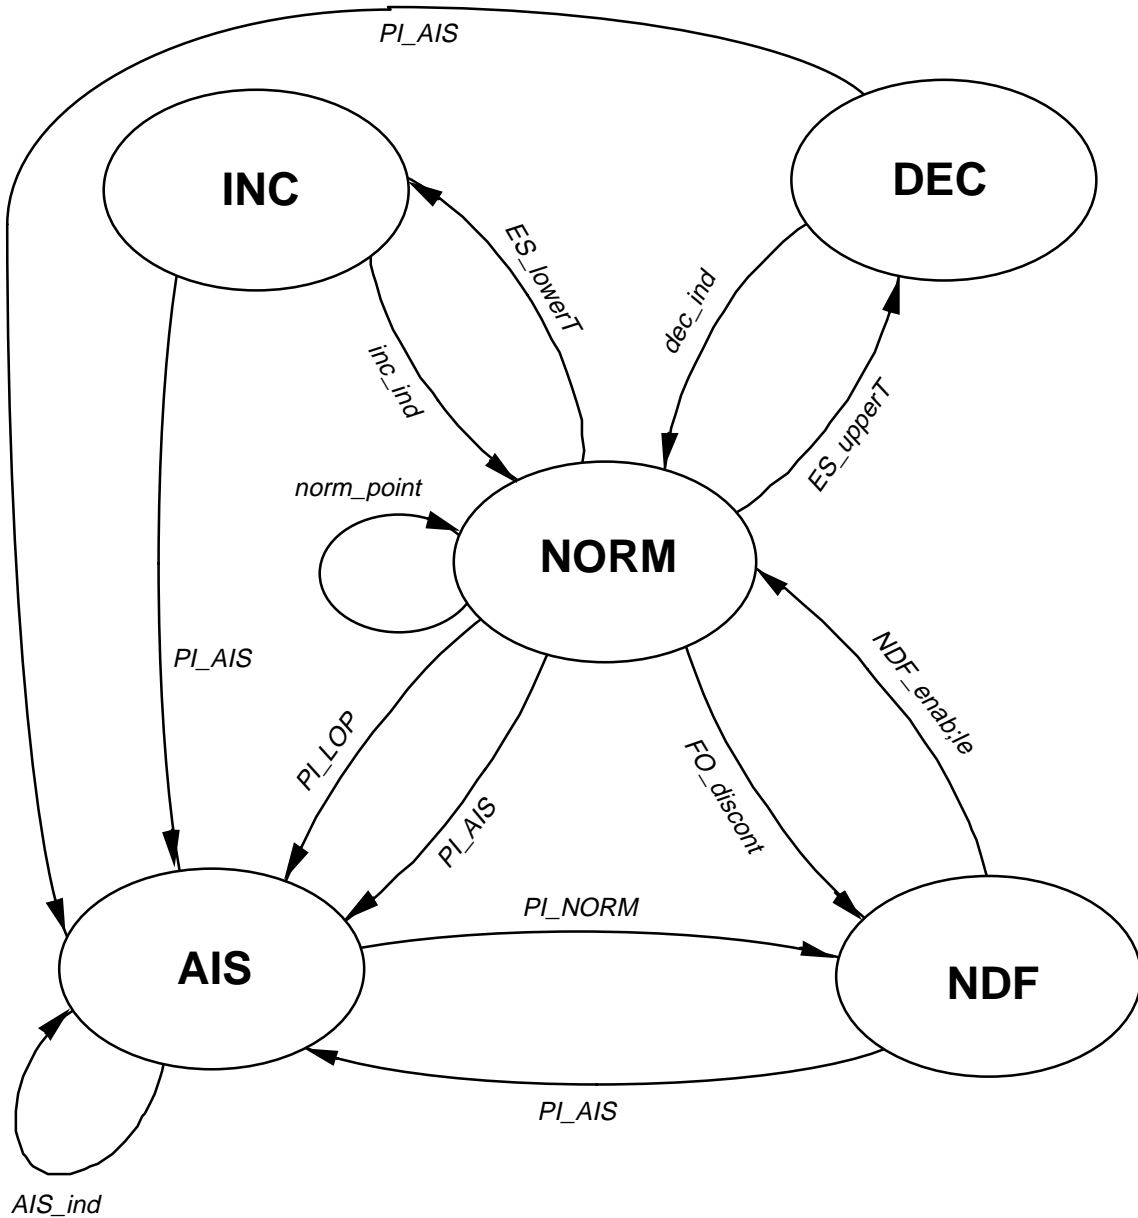 PI_AIS
INC
DEC
ES_lowerT
dec_ind
inc_ind
ES_upperT
norm_point
NORM
PI_AIS
NDF_enab;le
PI_LOP
FO_discont
PI_AIS
PI_NORM
AIS
NDF
PI_AIS
AIS_ind